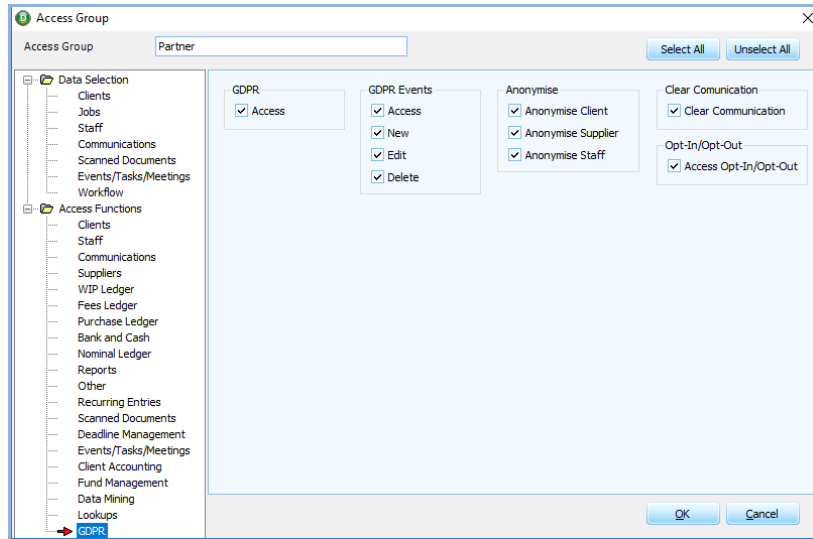 Access Group
Access Group
Partner
Select All
Unselect All
Data Selection
Clients
Jobs
Staff
Communications
Scanned Documents
Events/Tasks/Meetings
Workflow
Access Functions
Clients
Staff
Communications
Suppliers
WIP Ledger
Fees Ledger
Purchase Ledger
Bank and Cash
Nominal Ledger
Reports
Other
Recurring Entries
Scanned Documents
Deadline Management
Events/Tasks/Meetings
Client Accounting
Fund Management
Data Mining
Lookups
GDPR
GDPR
Access
GDPR Events
Access
New
Edit
Delete
Anonymise
Anonymise Client
Anonymise Supplier
Anonymise Staff
Clear Comunication
Clear Communication
Opt-In/Opt-Out
Access Opt-In/Opt-Out
OK
Cancel